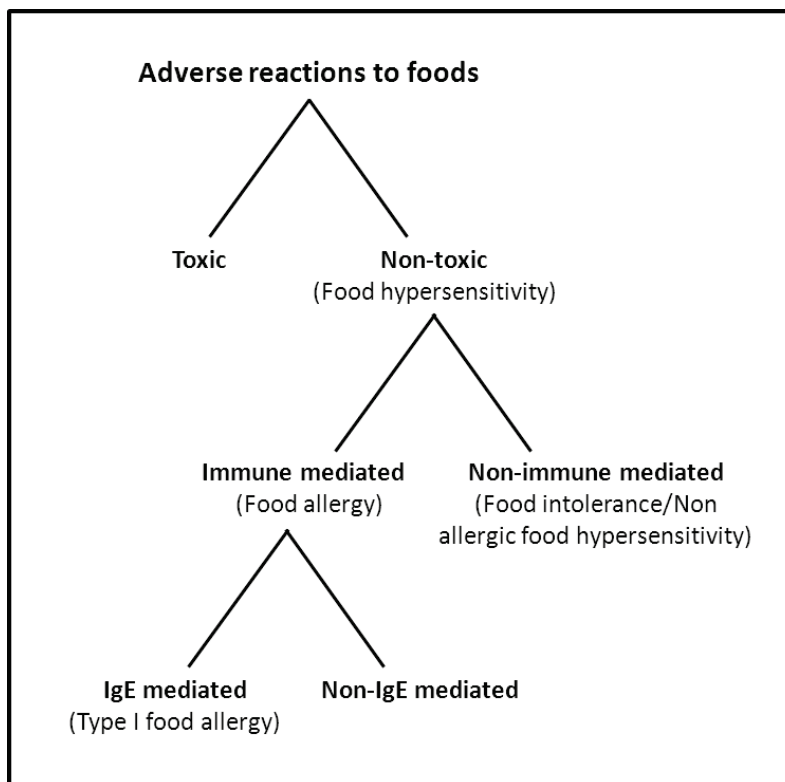 Adverse reactions to foods
Toxic
Non-toxic
(Food hypersensitivity)
Immune mediated
(Food allergy)
Non-immune mediated
(Food intolerance/Non
allergic food hypersensitivity)
IgE mediated
(Type I food allergy)
Non-IgE mediated